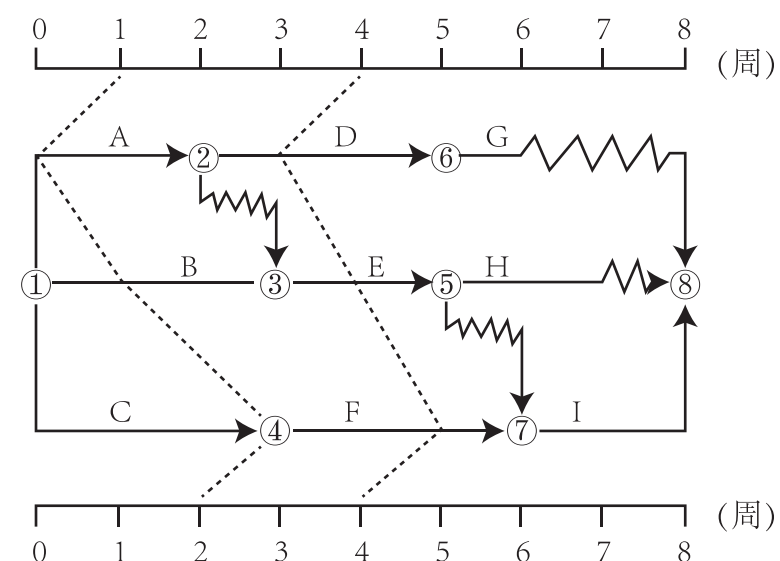 0 1 2 3 4 5 6 7 8
(周)
A D G
② ⑥
B E H
① ③ ⑤ ⑧
C F I
④ ⑦
(周)
0 1 2 3 4 5 6 7 8